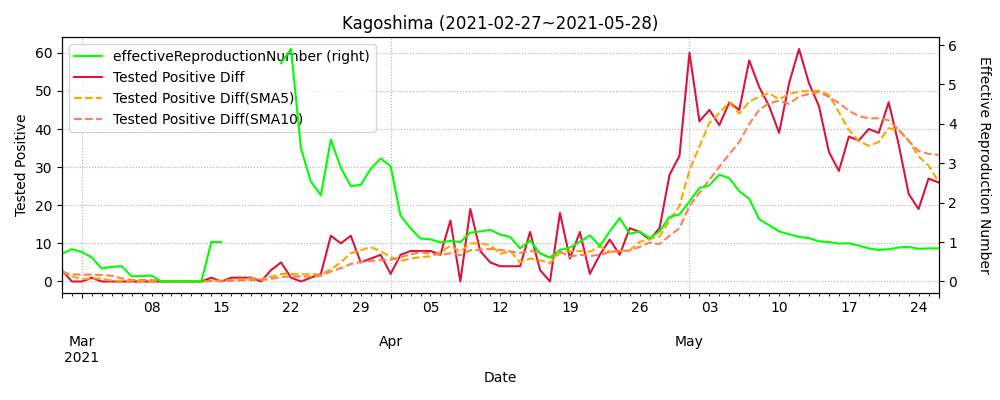 Kagoshima (2021-02-27~2021-05-28)
effectiveReproductionNumber (right)
Tested Positive Diff
Tested Positive Diff(SMA5)
Tested Positive Diff(SMA10)
Tested Positive
60
50
40
30
20
10
0
6
5
4
3
2
1
0
Effective Reproduction Number
08 15 22 29 05 12 19 26 03 10 17 24
Mar Apr May
2021
Date